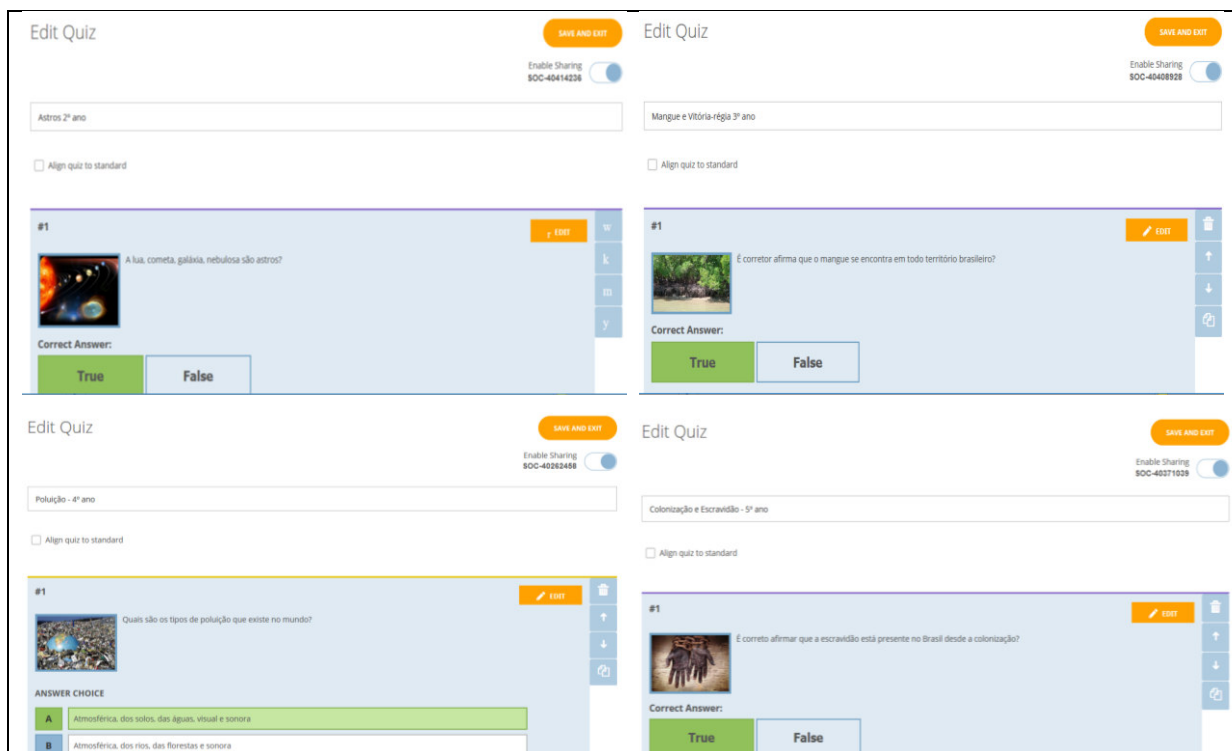 Edit Quiz
SAVE AND EXIT
Enable Sharing
SOC-40414236
Astros 2º ano
Align quiz to standard
#1
r EDIT
w
A lua, cometa, galáxia, nebulosa são astros?
k
m
y
Correct Answer:
True False
Edit Quiz
SAVE AND EXIT
Enable Sharing
SOC-40408928
Mangue e Vitória-régia 3º ano
Align quiz to standard
#1
EDIT
É corretor afirma que o mangue se encontra em todo território brasileiro?
Correct Answer:
True False
Edit Quiz
SAVE AND EXIT
Enable Sharing
SOC-40262456
Poluição - 4º ano
Align quiz to standard
#1
EDIT
Quais são os tipos de poluição que existe no mundo?
ANSWER CHOICE
A Atmosférica, dos solos, das águas, visual e sonora
B Atmosférica, dos rios, das florestas e sonora
Edit Quiz
SAVE AND EXIT
Enable Sharing
SOC-40371039
Colonização e Escravidão - 5º ano
Align quiz to standard
#1
EDIT
É correto afirmar que a escravidão está presente no Brasil desde a colonização?
Correct Answer:
True False